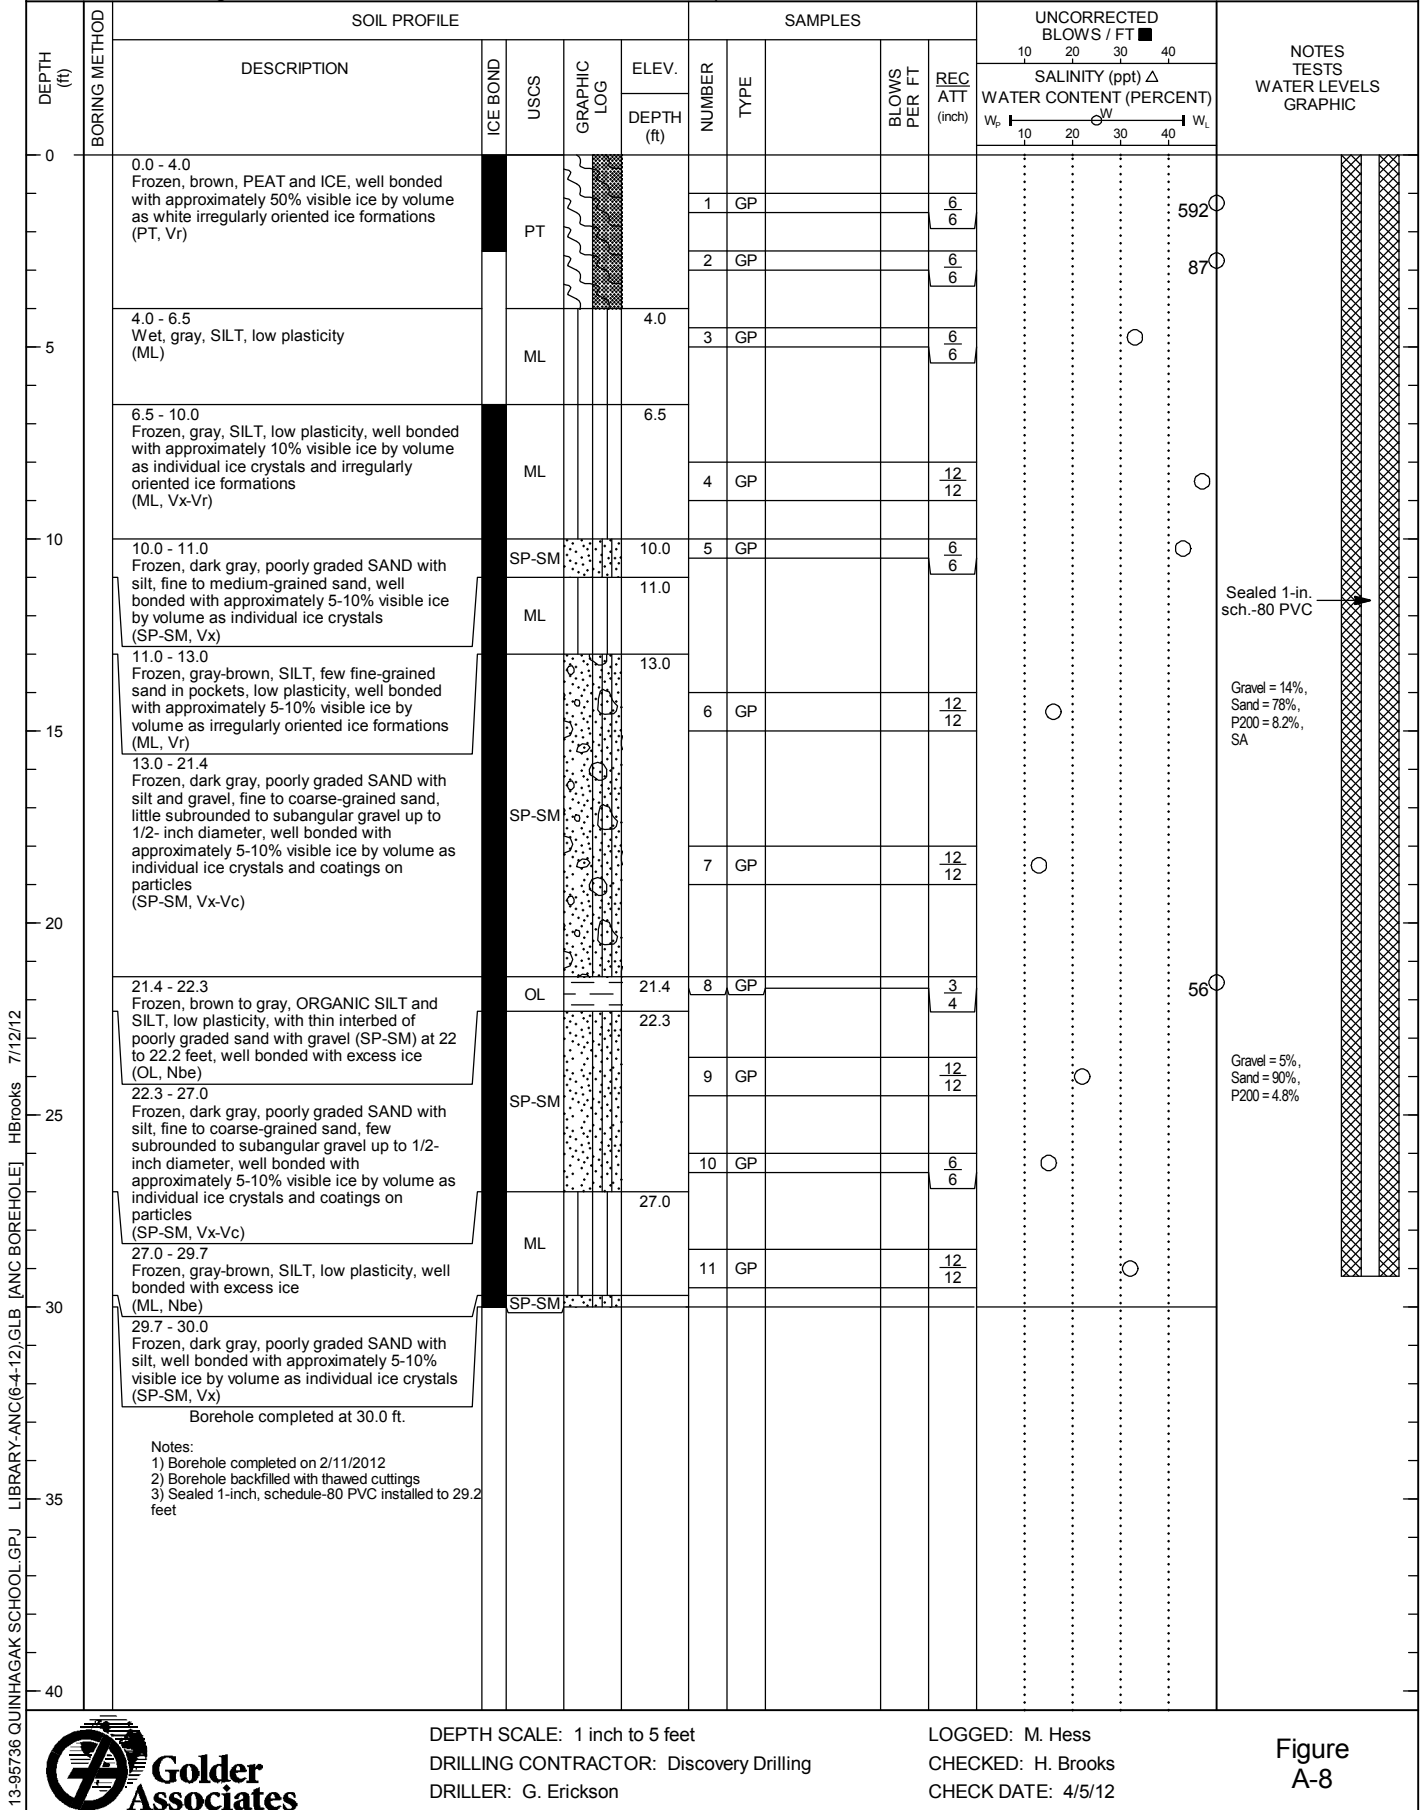 DEPTH
(ft)
BORING METHOD
SOIL PROFILE
DESCRIPTION
ICE BOND
USCS
GRAPHIC
LOG
ELEV.
DEPTH
(ft)
SAMPLES
NUMBER
TYPE
BLOWS
PER FT
REC
ATT
(inch)
UNCORRECTED
BLOWS / FT ■
10 20 30 40
SALINITY (ppt) △
WATER CONTENT (PERCENT)
Wp W WL
10 20 30 40
NOTES
TESTS
WATER LEVELS
GRAPHIC
0
5
10
15
20
25
30
35
40
0.0 - 4.0
Frozen, brown, PEAT and ICE, well bonded
with approximately 50% visible ice by volume
as white irregularly oriented ice formations
(PT, Vr)
PT
4.0 - 6.5
Wet, gray, SILT, low plasticity
(ML)
ML
4.0
6.5 - 10.0
Frozen, gray, SILT, low plasticity, well bonded
with approximately 10% visible ice by volume
as individual ice crystals and irregularly
oriented ice formations
(ML, Vx-Vr)
ML
6.5
10.0 - 11.0
Frozen, dark gray, poorly graded SAND with
silt, fine to medium-grained sand, well
bonded with approximately 5-10% visible ice
by volume as individual ice crystals
(SP-SM, Vx)
SP-SM
10.0
11.0 - 13.0
Frozen, gray-brown, SILT, few fine-grained
sand in pockets, low plasticity, well bonded
with approximately 5-10% visible ice by
volume as irregularly oriented ice formations
(ML, Vr)
ML
11.0
13.0 - 21.4
Frozen, dark gray, poorly graded SAND with
silt and gravel, fine to coarse-grained sand,
little subrounded to subangular gravel up to
1/2- inch diameter, well bonded with
approximately 5-10% visible ice by volume as
individual ice crystals and coatings on
particles
(SP-SM, Vx-Vc)
SP-SM
13.0
21.4 - 22.3
Frozen, brown to gray, ORGANIC SILT and
SILT, low plasticity, with thin interbed of
poorly graded sand with gravel (SP-SM) at 22
to 22.2 feet, well bonded with excess ice
(OL, Nbe)
OL
21.4
22.3 - 27.0
Frozen, dark gray, poorly graded SAND with
silt, fine to coarse-grained sand, few
subrounded to subangular gravel up to 1/2-
inch diameter, well bonded with
approximately 5-10% visible ice by volume as
individual ice crystals and coatings on
particles
(SP-SM, Vx-Vc)
SP-SM
22.3
27.0 - 29.7
Frozen, gray-brown, SILT, low plasticity, well
bonded with excess ice
(ML, Nbe)
ML
27.0
29.7 - 30.0
Frozen, dark gray, poorly graded SAND with
silt, well bonded with approximately 5-10%
visible ice by volume as individual ice crystals
(SP-SM, Vx)
SP-SM
Borehole completed at 30.0 ft.
Notes:
1) Borehole completed on 2/11/2012
2) Borehole backfilled with thawed cuttings
3) Sealed 1-inch, schedule-80 PVC installed to 29.2
feet
1 GP 6/6 592
2 GP 6/6 87
3 GP 6/6
4 GP 12/12
5 GP 6/6
6 GP 12/12
7 GP 12/12
8 GP 3/4 56
9 GP 12/12
10 GP 6/6
11 GP 12/12
Sealed 1-in.
sch.-80 PVC
Gravel = 14%,
Sand = 78%,
P200 = 8.2%,
SA
Gravel = 5%,
Sand = 90%,
P200 = 4.8%
13-95736 QUINHAGAK SCHOOL.GPJ LIBRARY-ANC(6-4-12).GLB [ANC BOREHOLE] HBrooks 7/12/12
Golder
Associates
DEPTH SCALE: 1 inch to 5 feet
DRILLING CONTRACTOR: Discovery Drilling
DRILLER: G. Erickson
LOGGED: M. Hess
CHECKED: H. Brooks
CHECK DATE: 4/5/12
Figure
A-8